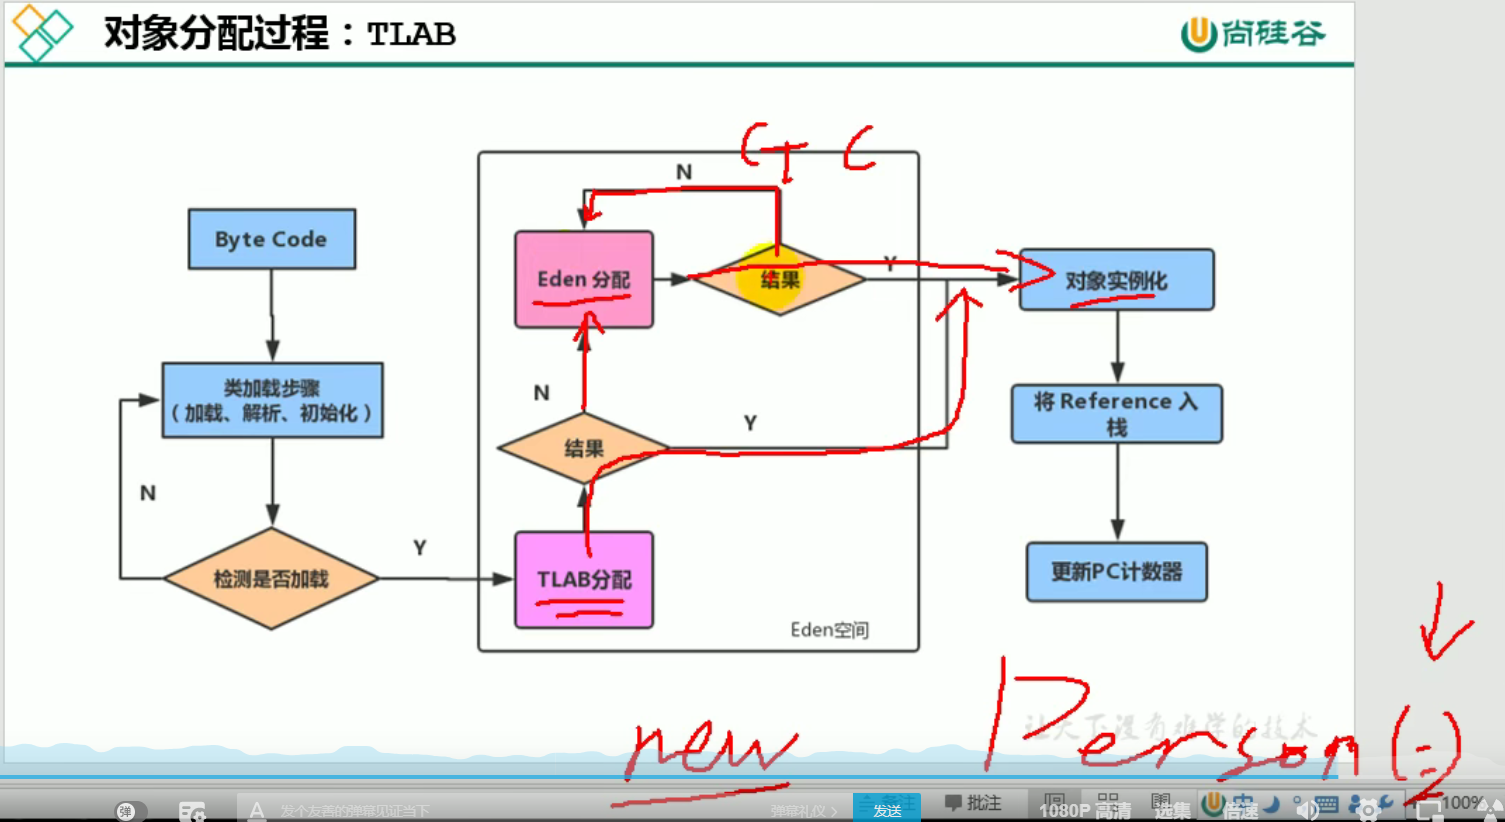 对象分配过程：TLAB
尚硅谷
G C
N
Byte Code
Eden 分配
结果
Y
对象实例化
类加载步骤
（加载、解析、初始化）
N
将 Reference 入
栈
结果
Y
N
检测是否加载
Y
TLAB分配
更新PC计数器
Eden空间
让天下没有难学的技术
new Person()
弹
发个友善的弹幕见证当下
弹幕礼仪
发送
批注
1080P 高清
选集
倍速
中
100%